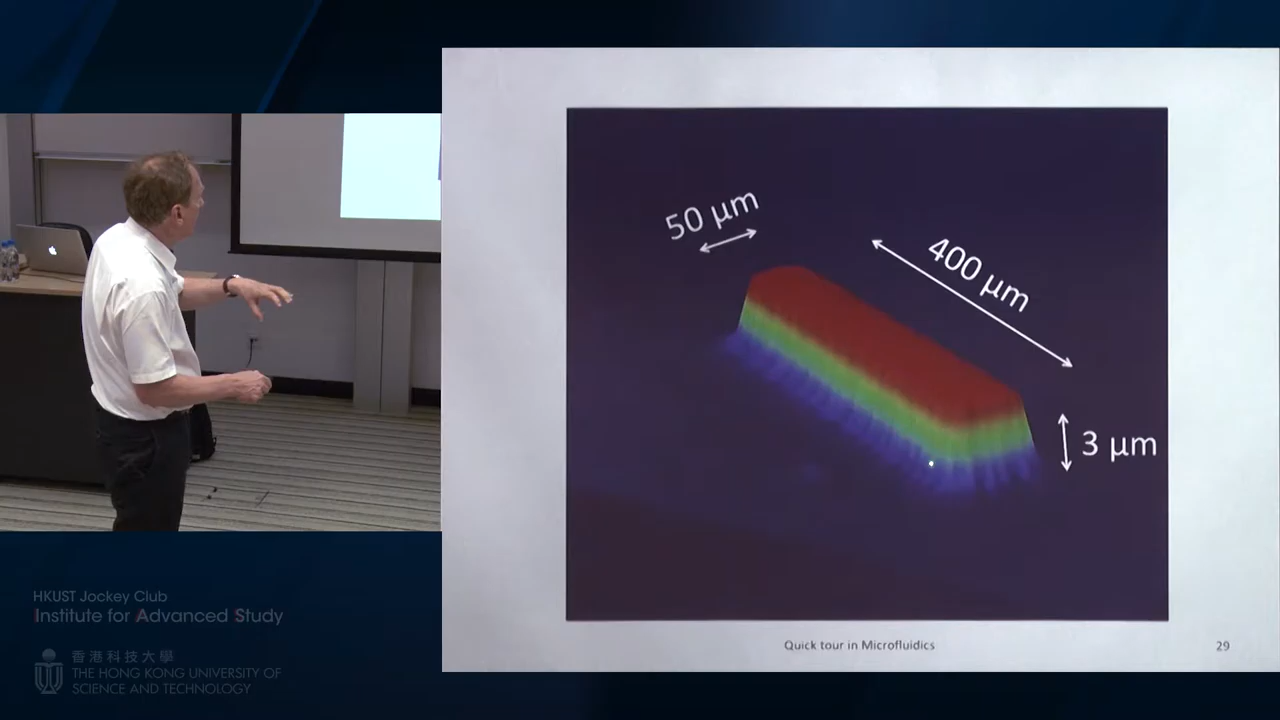 50 μm
400 μm
3 μm
Quick tour in Microfluidics
29
HKUST Jockey Club
Institute for Advanced Study
香港科技大學
THE HONG KONG UNIVERSITY OF
SCIENCE AND TECHNOLOGY